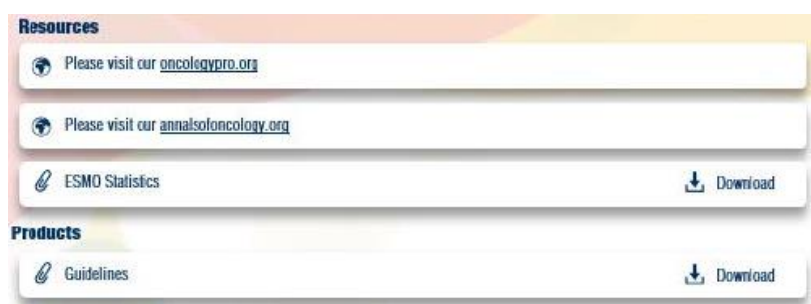 Resources
Please visit our oncologypro.org
Please visit our annalsofoncology.org
ESMO Statistics Download
Products
Guidelines Download